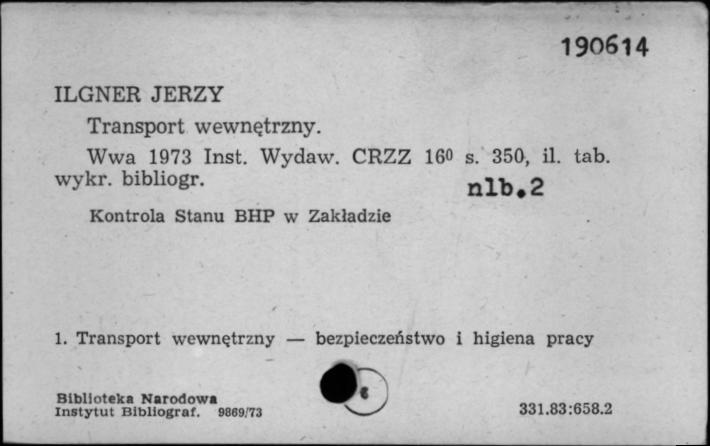 190614
ILGNER JERZY
Transport wewnętrzny.
Wwa 1973 Inst. Wydaw. CRZZ 16⁰ s. 350, il. tab.
wykr. bibliogr.
nlb.2
Kontrola Stanu BHP w Zakładzie
1. Transport wewnętrzny — bezpieczeństwo i higiena pracy
Biblioteka Narodowa
Instytut Bibliograf. 9869/73
331.83:658.2